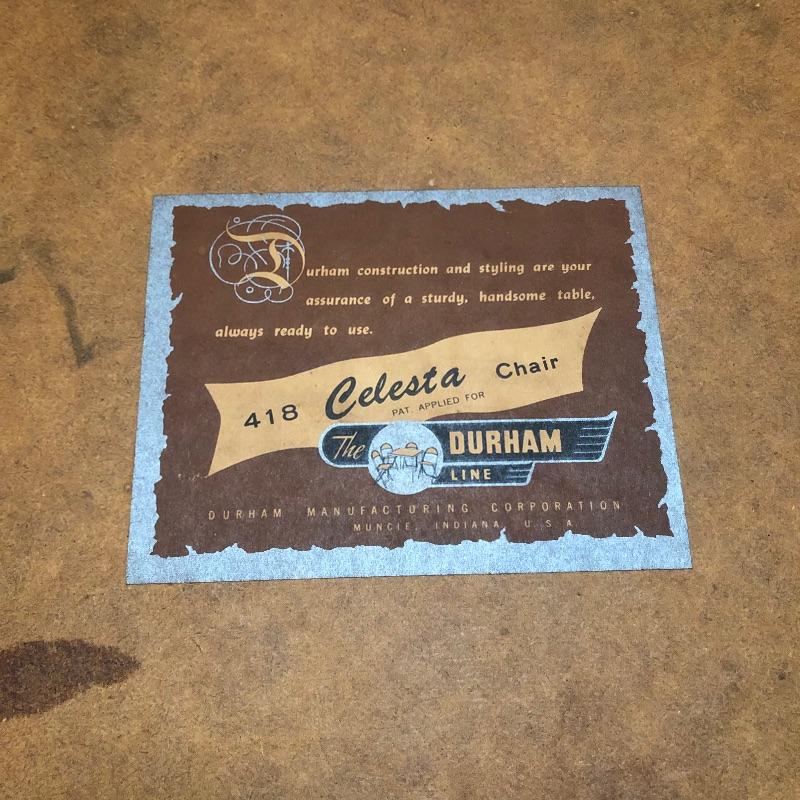 Durham construction and styling are your
assurance of a sturdy, handsome table,
always ready to use.
418 Celesta Chair
PAT. APPLIED FOR
The DURHAM
LINE
DURHAM MANUFACTURING CORPORATION
MUNCIE, INDIANA, U.S.A.